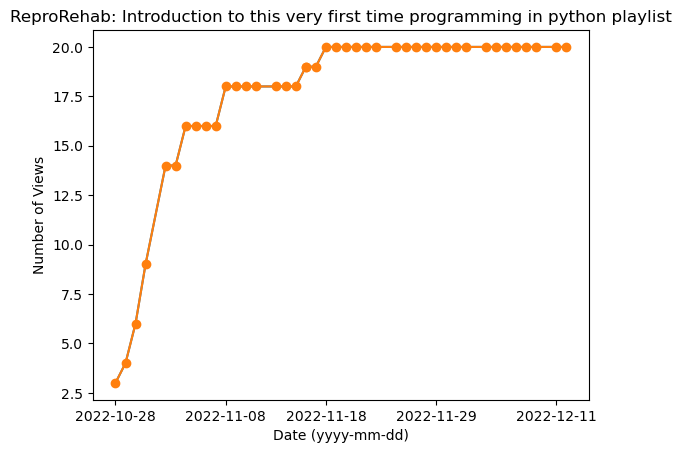 ReproRehab: Introduction to this very first time programming in python playlist
20.0
17.5
15.0
12.5
10.0
7.5
5.0
2.5
Number of Views
2022-10-28 2022-11-08 2022-11-18 2022-11-29 2022-12-11
Date (yyyy-mm-dd)